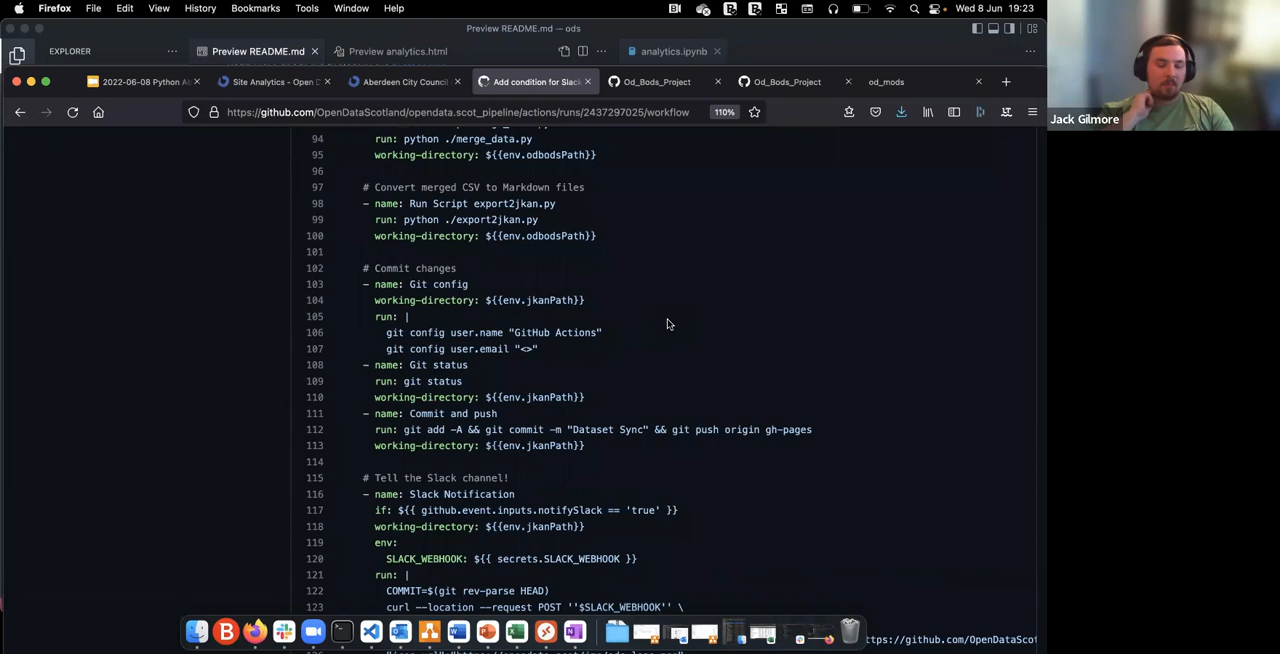 Firefox File Edit View History Bookmarks Tools Window Help Wed 8 Jun 19:23
Preview README.md — ods
EXPLORER Preview README.md Preview analytics.html analytics.ipynb
2022-06-08 Python Ab Site Analytics - Open D Aberdeen City Council Add condition for Slac Od_Bods_Project Od_Bods_Project od_mods
https://github.com/OpenDataScotland/opendata.scot_pipeline/actions/runs/2437297025/workflow 110%
Jack Gilmore
94 run: python ./merge_data.py
95 working-directory: ${{env.odbodsPath}}
96
97 # Convert merged CSV to Markdown files
98 - name: Run Script export2jkan.py
99 run: python ./export2jkan.py
100 working-directory: ${{env.odbodsPath}}
101
102 # Commit changes
103 - name: Git config
104 working-directory: ${{env.jkanPath}}
105 run: |
106 git config user.name "GitHub Actions"
107 git config user.email "<>"
108 - name: Git status
109 run: git status
110 working-directory: ${{env.jkanPath}}
111 - name: Commit and push
112 run: git add -A && git commit -m "Dataset Sync" && git push origin gh-pages
113 working-directory: ${{env.jkanPath}}
114
115 # Tell the Slack channel!
116 - name: Slack Notification
117 if: ${{ github.event.inputs.notifySlack == 'true' }}
118 working-directory: ${{env.jkanPath}}
119 env:
120 SLACK_WEBHOOK: ${{ secrets.SLACK_WEBHOOK }}
121 run: |
122 COMMIT=$(git rev-parse HEAD)
123 curl --location --request POST ''$SLACK_WEBHOOK'' \
ttps://github.com/OpenDataScot